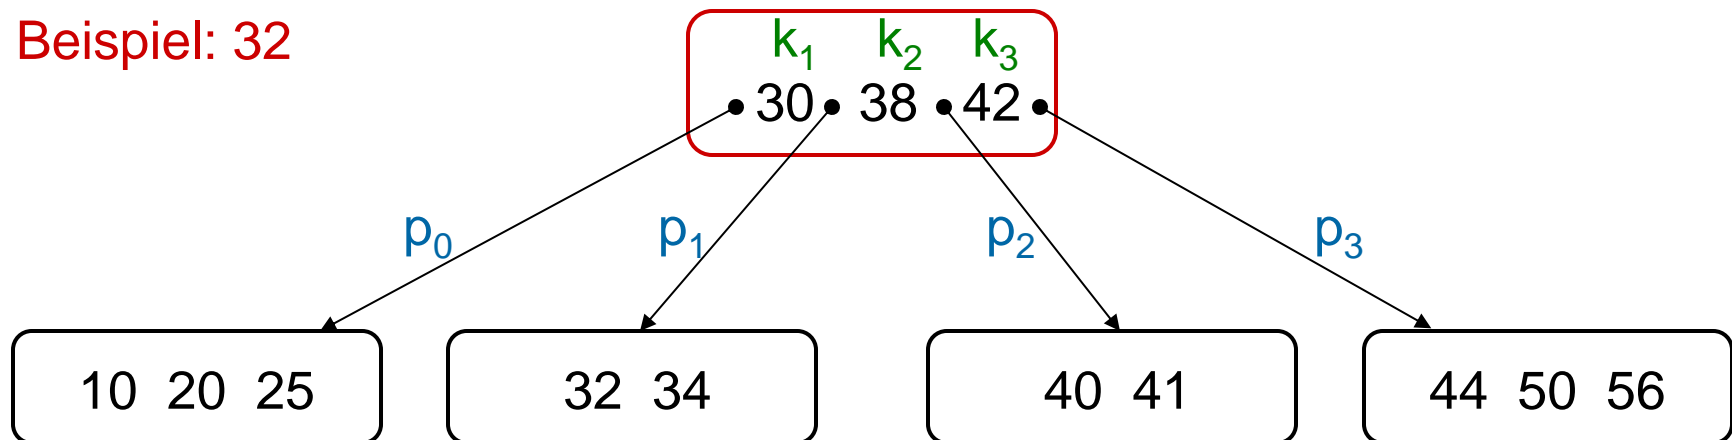 Beispiel: 32
k₁ k₂ k₃
30 38 42
p₀ p₁ p₂ p₃
10 20 25 32 34 40 41 44 50 56